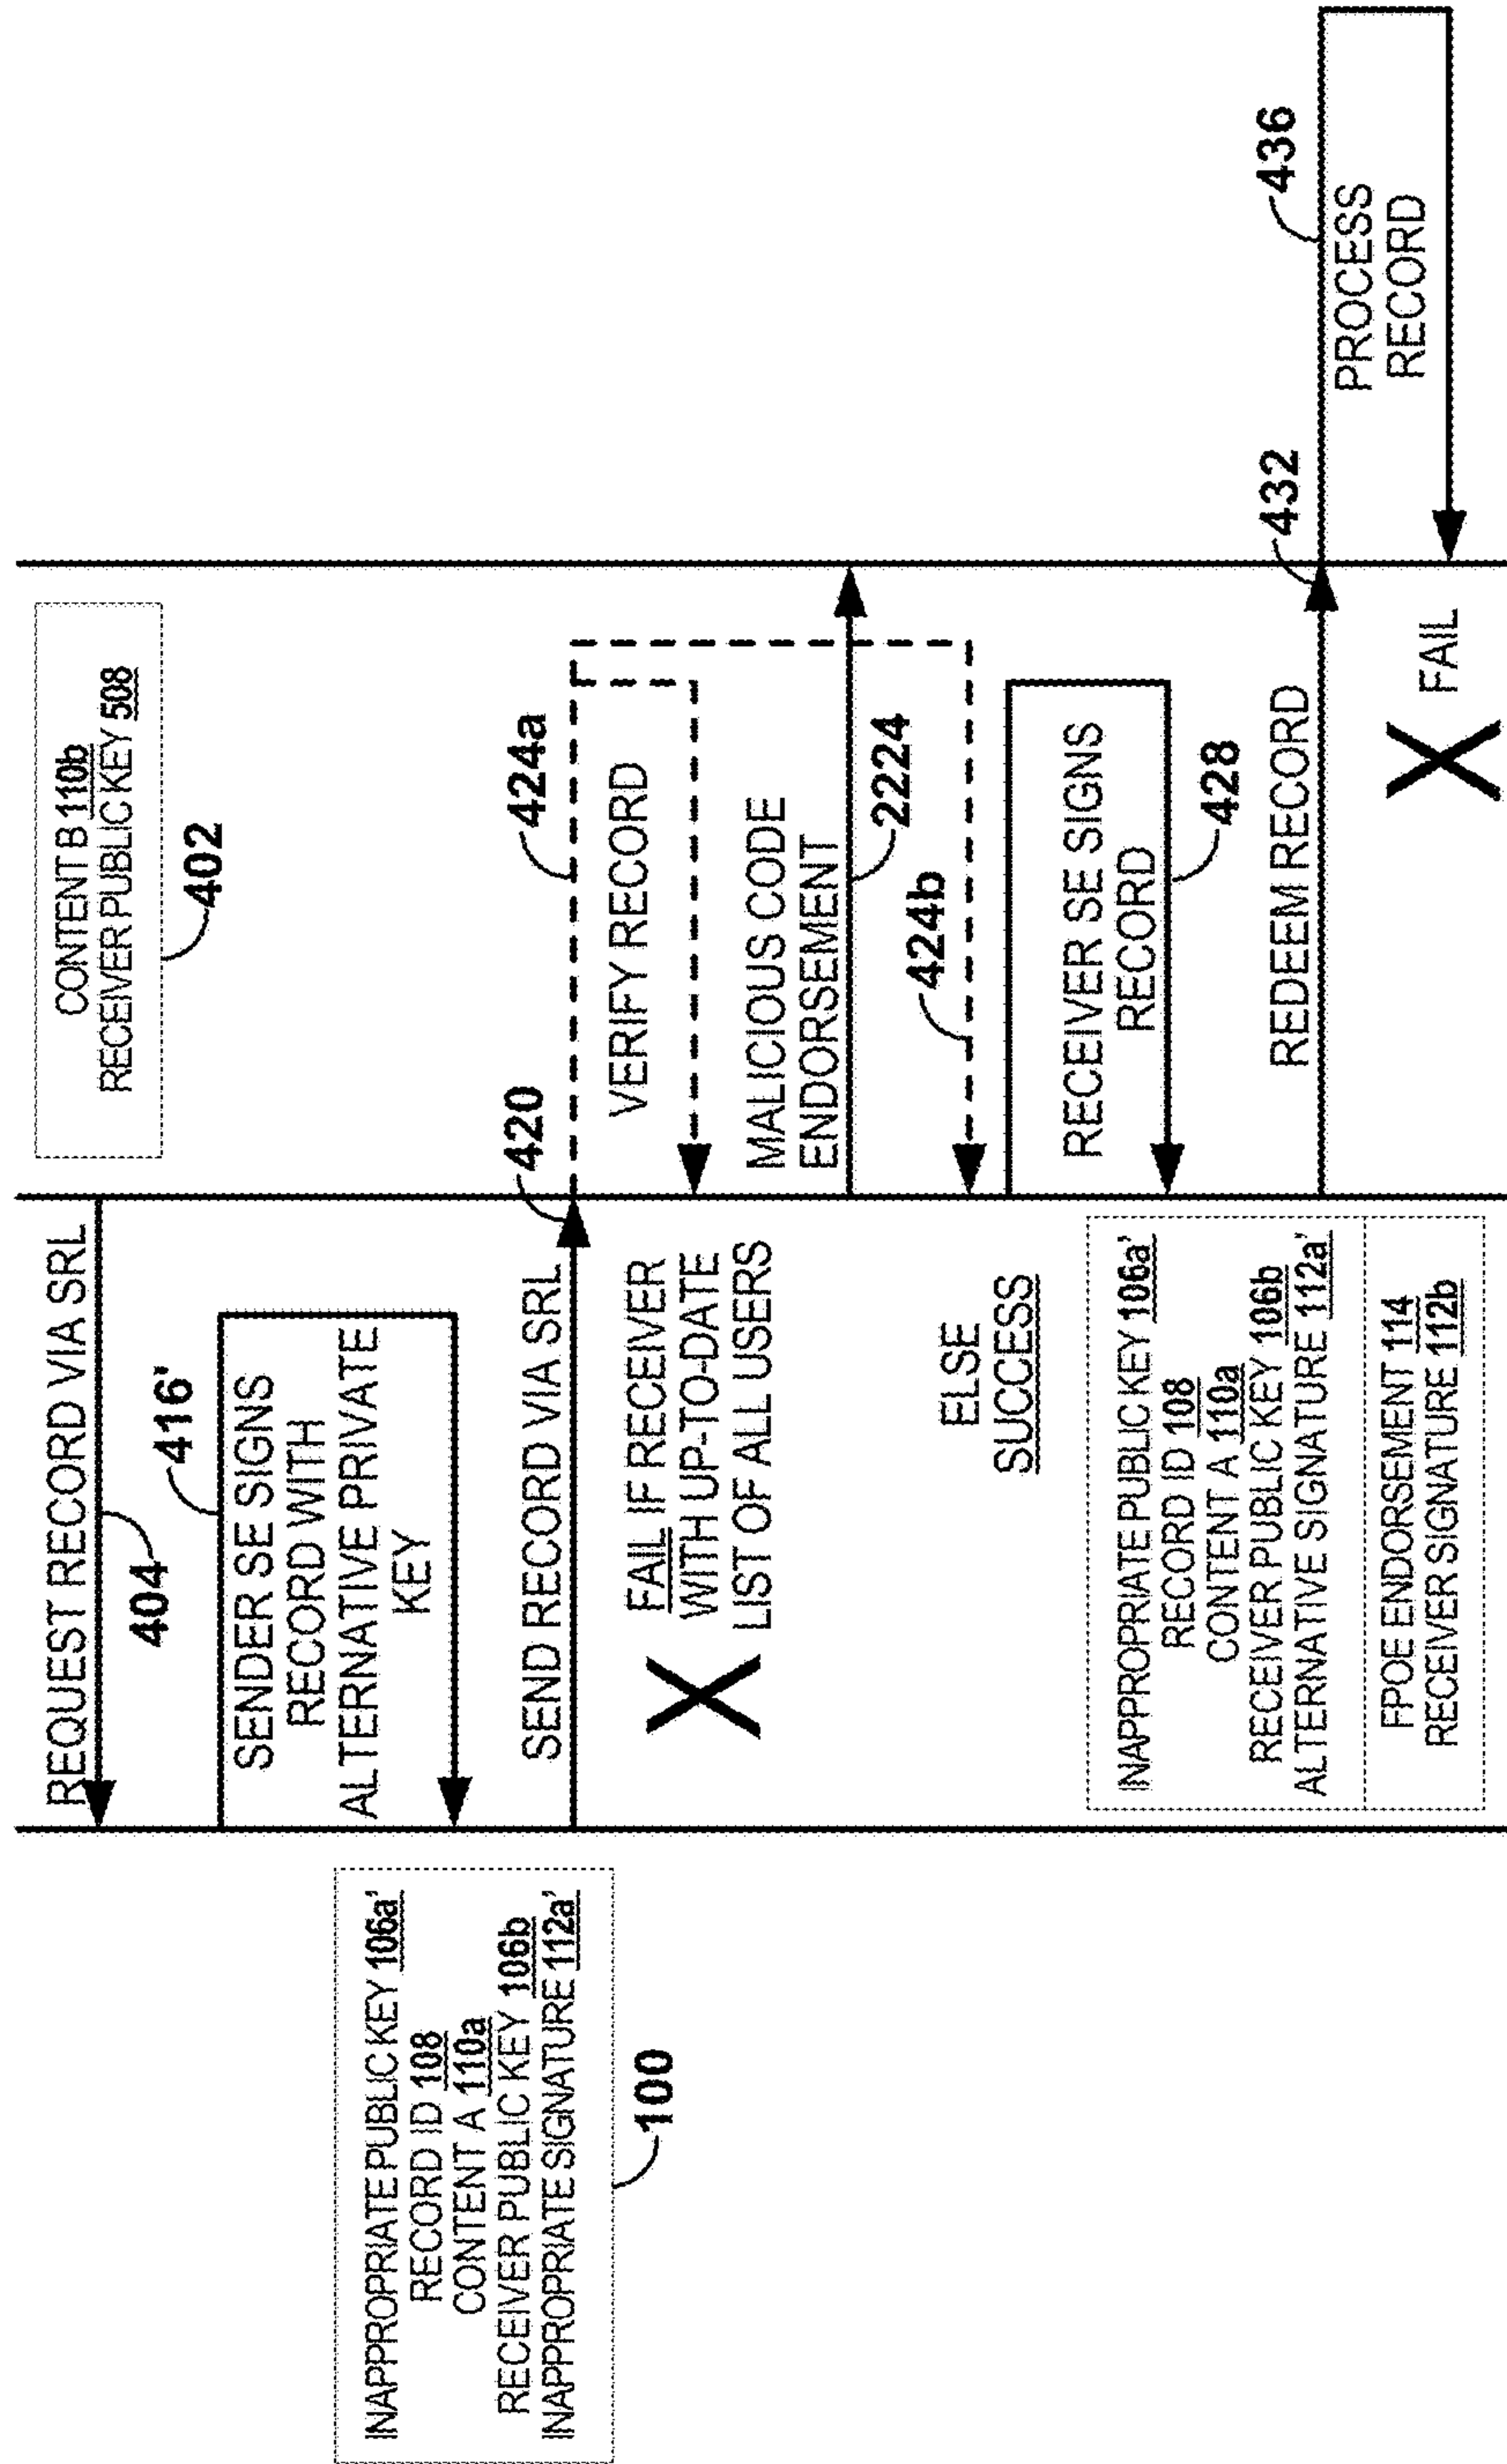 CONTENT B 110b
RECEIVER PUBLIC KEY 508
402
REQUEST RECORD VIA SRL
404
416'
SENDER SE SIGNS
RECORD WITH
ALTERNATIVE PRIVATE
KEY
INAPPROPRIATE PUBLIC KEY 106a'
RECORD ID 108
CONTENT A 110a
RECEIVER PUBLIC KEY 106b
INAPPROPRIATE SIGNATURE 112a'
100
SEND RECORD VIA SRL
420
424a
VERIFY RECORD
FAIL IF RECEIVER
WITH UP-TO-DATE
LIST OF ALL USERS
X
MALICIOUS CODE
ENDORSEMENT
2224
424b
ELSE
SUCCESS
RECEIVER SE SIGNS
RECORD
428
INAPPROPRIATE PUBLIC KEY 106a'
RECORD ID 108
CONTENT A 110a
RECEIVER PUBLIC KEY 106b
ALTERNATIVE SIGNATURE 112a'
FPOE ENDORSEMENT 114
RECEIVER SIGNATURE 112b
REDEEM RECORD
432
436
PROCESS
RECORD
X FAIL